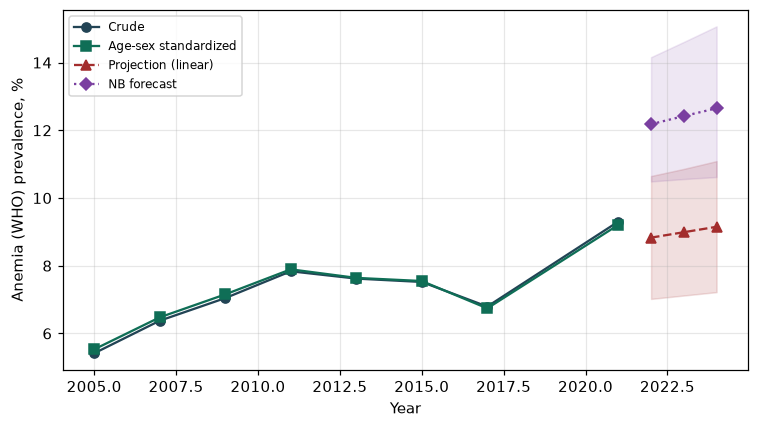 Crude
Age-sex standardized
Projection (linear)
NB forecast
Anemia (WHO) prevalence, %
14
12
10
8
6
2005.0 2007.5 2010.0 2012.5 2015.0 2017.5 2020.0 2022.5
Year